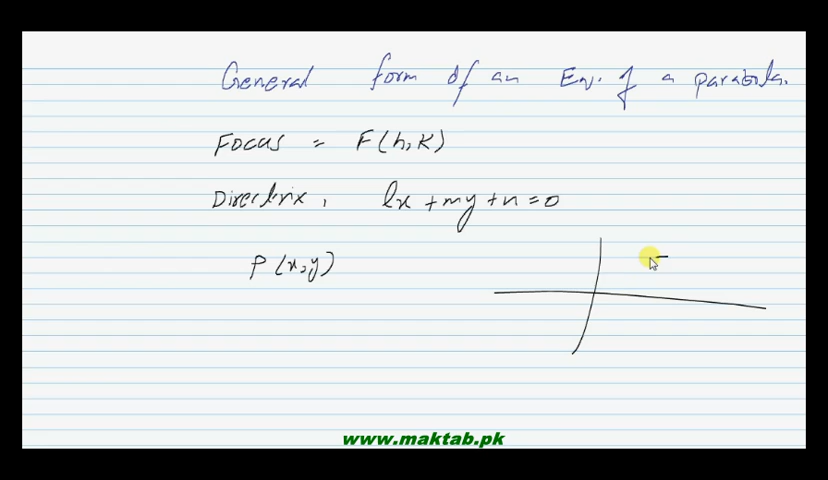 General form of an Eq. of a parabola.
Focus = F(h,K)
Directrix, lx + my + n = 0
P(x,y)
www.maktab.pk